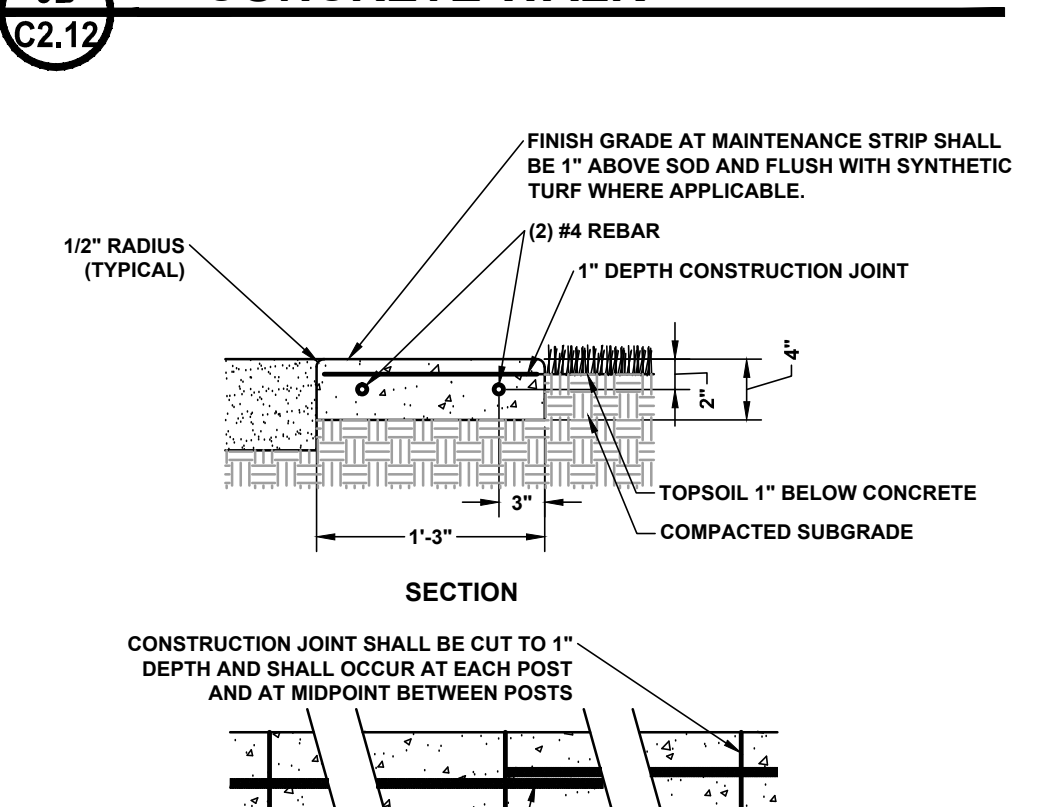 C2.12
FINISH GRADE AT MAINTENANCE STRIP SHALL
BE 1" ABOVE SOD AND FLUSH WITH SYNTHETIC
TURF WHERE APPLICABLE.
(2) #4 REBAR
1/2" RADIUS
(TYPICAL)
1" DEPTH CONSTRUCTION JOINT
4"
2"
TOPSOIL 1" BELOW CONCRETE
3"
COMPACTED SUBGRADE
1'-3"
SECTION
CONSTRUCTION JOINT SHALL BE CUT TO 1"
DEPTH AND SHALL OCCUR AT EACH POST
AND AT MIDPOINT BETWEEN POSTS